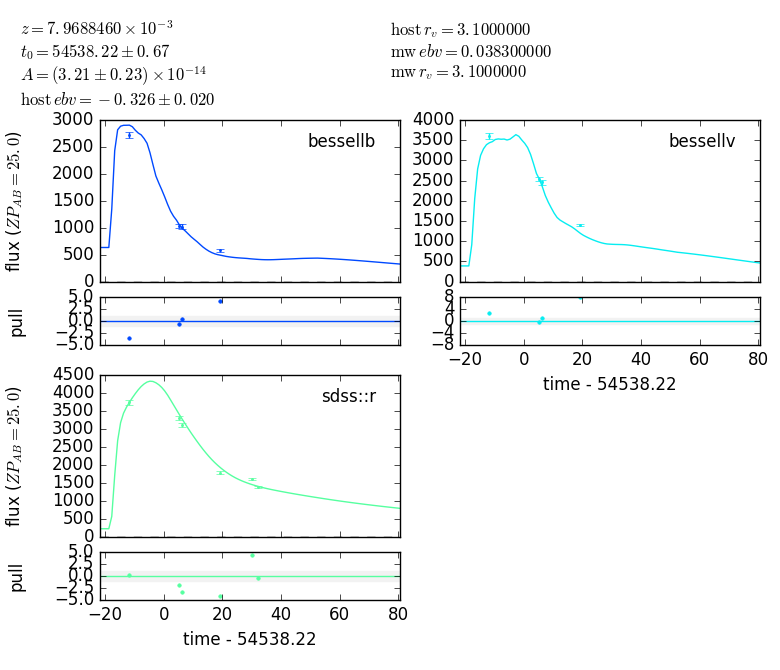 z = 7.9688460 × 10⁻³
t₀ = 54538.22 ± 0.67
A = (3.21 ± 0.23) × 10⁻¹⁴
host ebv = −0.326 ± 0.020
host r_v = 3.1000000
mw ebv = 0.038300000
mw r_v = 3.1000000
bessellb
flux (ZP_AB = 25.0)
3000
2500
2000
1500
1000
500
0
bessellv
4000
3500
3000
2500
2000
1500
1000
500
0
pull
5.0
2.5
0.0
−2.5
−5.0
8
4
0
−4
−8
−20 0 20 40 60 80
time - 54538.22
sdss::r
flux (ZP_AB = 25.0)
4500
4000
3500
3000
2500
2000
1500
1000
500
0
pull
5.0
2.5
0.0
−2.5
−5.0
−20 0 20 40 60 80
time - 54538.22